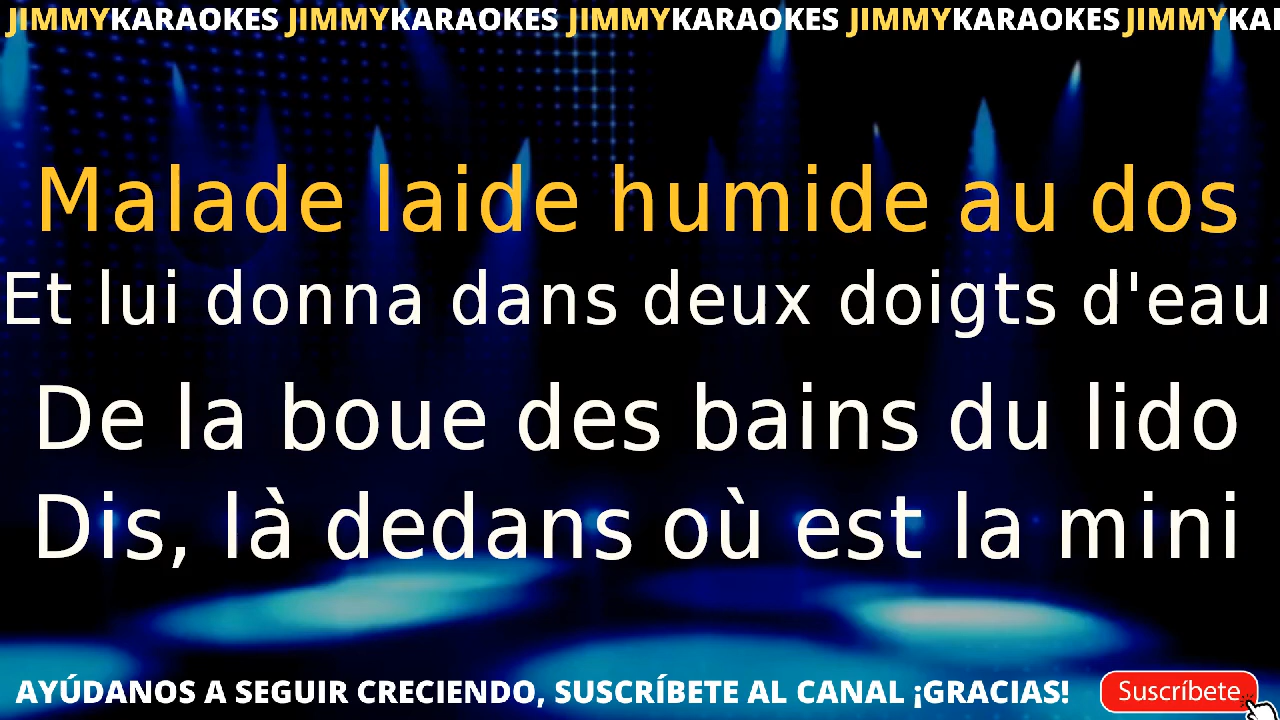 JIMMYKARAOKES JIMMYKARAOKES JIMMYKARAOKES JIMMYKARAOKES JIMMYKA
Malade laide humide au dos
Et lui donna dans deux doigts d'eau
De la boue des bains du lido
Dis, là dedans où est la mini
AYÚDANOS A SEGUIR CRECIENDO, SUSCRÍBETE AL CANAL ¡GRACIAS!
Suscríbete